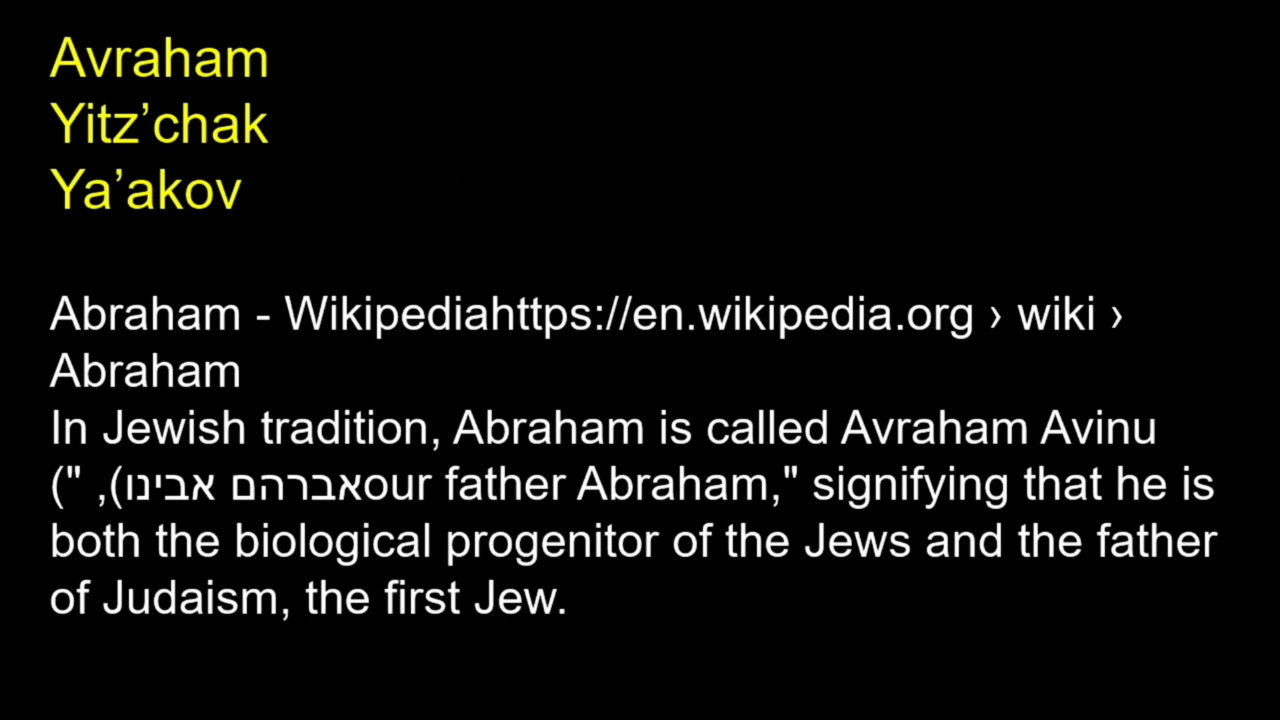 Avraham
Yitz’chak
Ya’akov
Abraham - Wikipediahttps://en.wikipedia.org › wiki ›
Abraham
In Jewish tradition, Abraham is called Avraham Avinu
(אברהם אבינו), "our father Abraham," signifying that he is
both the biological progenitor of the Jews and the father
of Judaism, the first Jew.